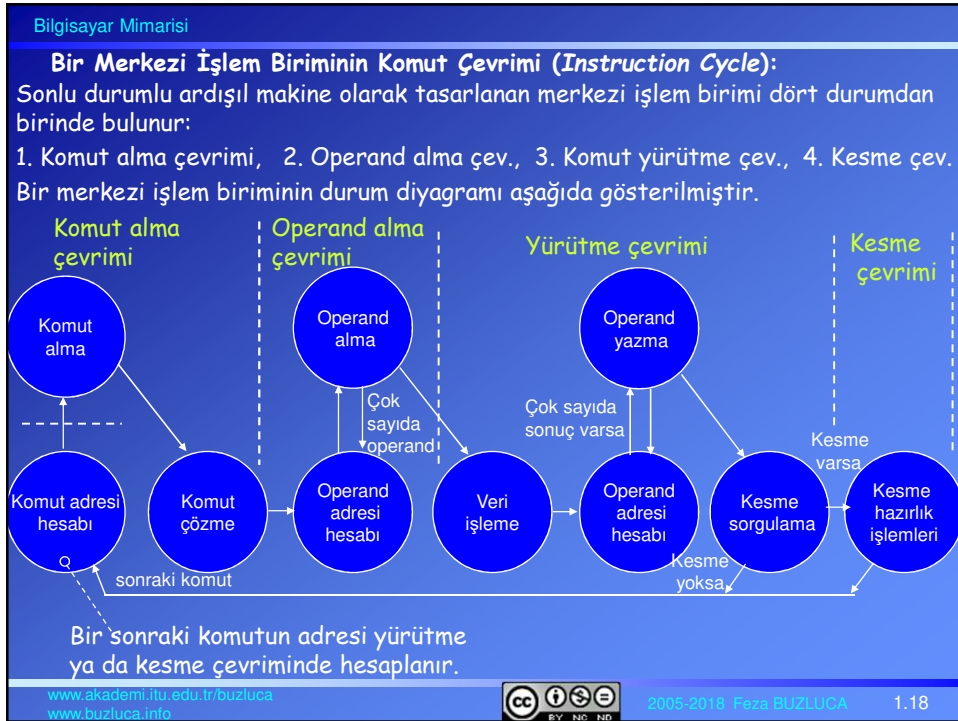 Bilgisayar Mimarisi
Bir Merkezi İşlem Biriminin Komut Çevrimi (Instruction Cycle):
Sonlu durumlu ardışıl makine olarak tasarlanan merkezi işlem birimi dört durumdan
birinde bulunur:
1. Komut alma çevrimi, 2. Operand alma çev., 3. Komut yürütme çev., 4. Kesme çev.
Bir merkezi işlem biriminin durum diyagramı aşağıda gösterilmiştir.
Komut alma
çevrimi
Operand alma
çevrimi
Yürütme çevrimi
Kesme
çevrimi
Komut
alma
Operand
alma
Operand
yazma
Çok
sayıda
operand
Çok sayıda
sonuç varsa
Kesme
varsa
Komut adresi
hesabı
Komut
çözme
Operand
adresi
hesabı
Veri
işleme
Operand
adresi
hesabı
Kesme
sorgulama
Kesme
hazırlık
işlemleri
sonraki komut
Kesme
yoksa
Bir sonraki komutun adresi yürütme
ya da kesme çevriminde hesaplanır.
www.akademi.itu.edu.tr/buzluca
www.buzluca.info
cc BY NC ND
2005-2018 Feza BUZLUCA
1.18